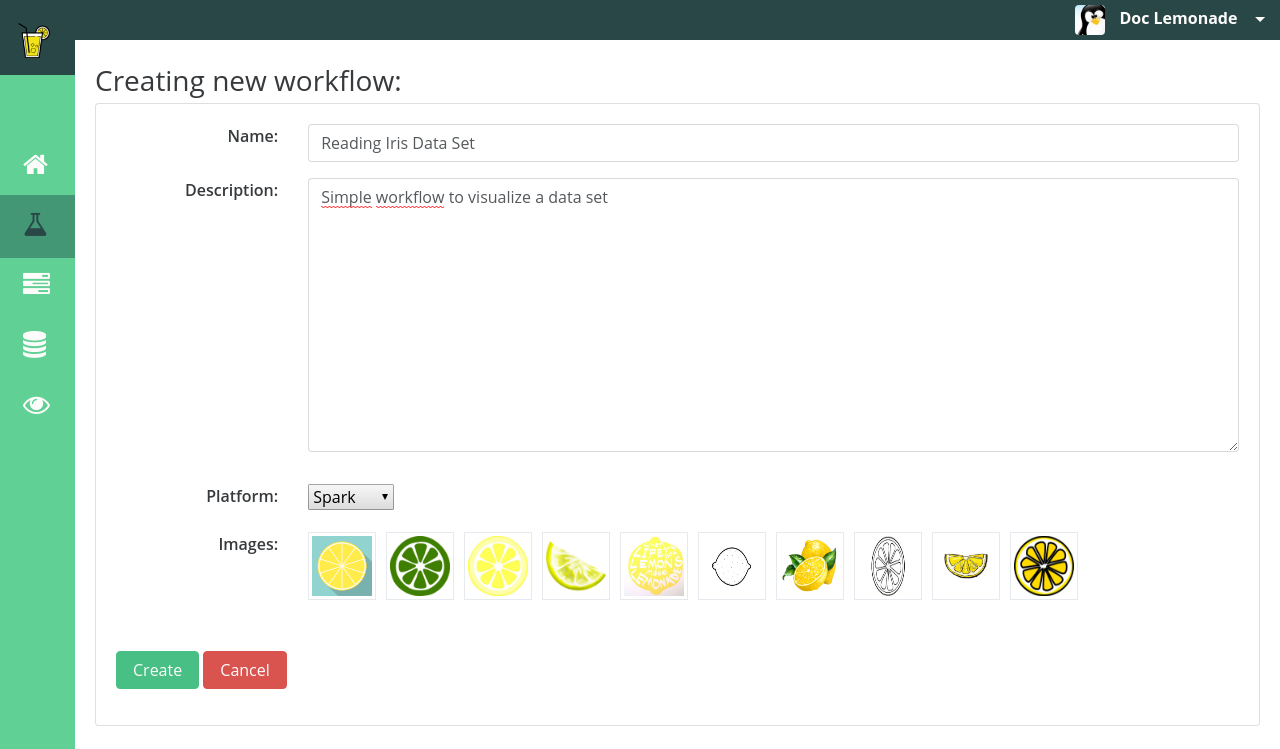 Doc Lemonade
Creating new workflow:
Name:
Reading Iris Data Set
Description:
Simple workflow to visualize a data set
Platform:
Spark
Images:
Create
Cancel